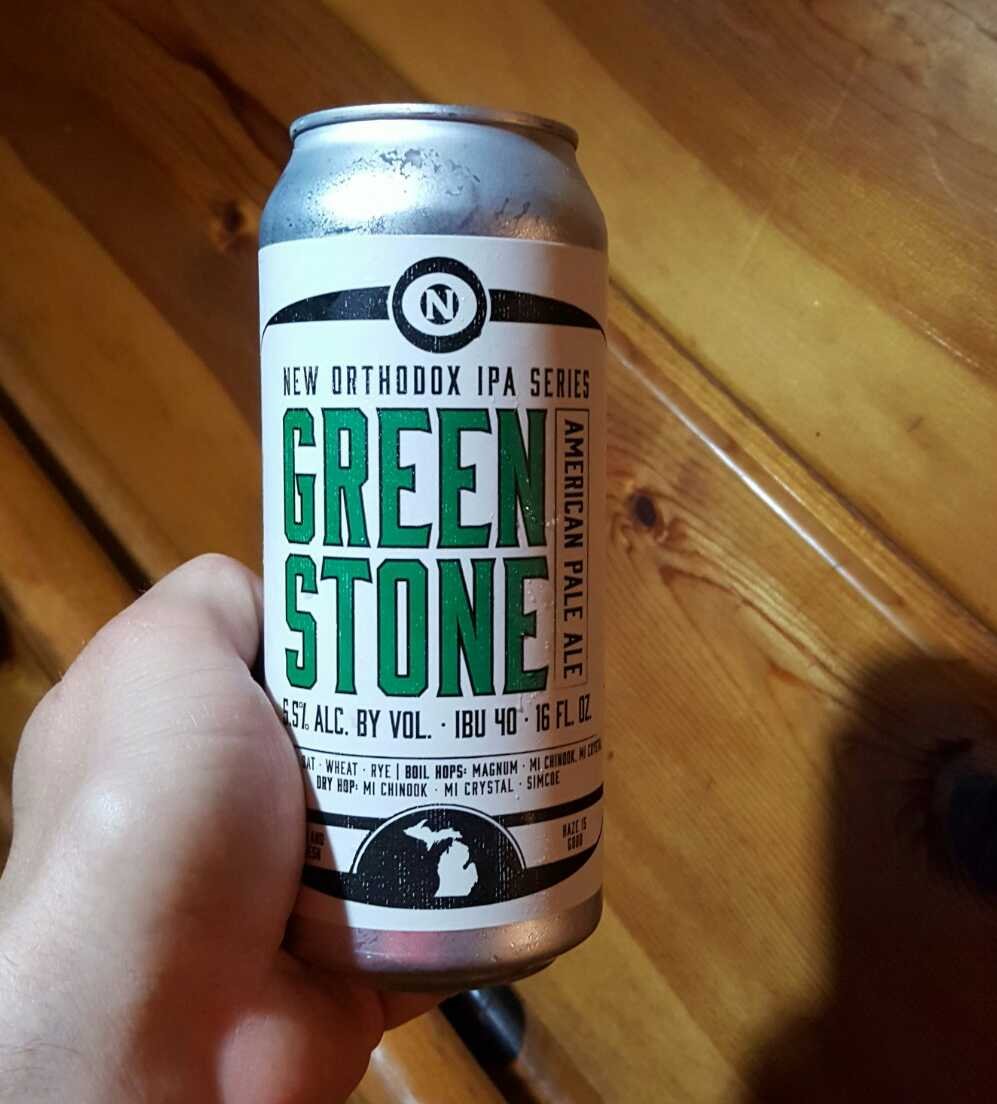 N
NEW ORTHODOX IPA SERIES
GREEN
STONE
AMERICAN PALE ALE
5.5% ALC. BY VOL. · IBU 40 · 16 FL. OZ.
· WHEAT · RYE | BOIL HOPS: MAGNUM · MI CHINOOK, MI
DRY HOP: MI CHINOOK · MI CRYSTAL · SIMCOE
AND
HAZE IS
GOOD